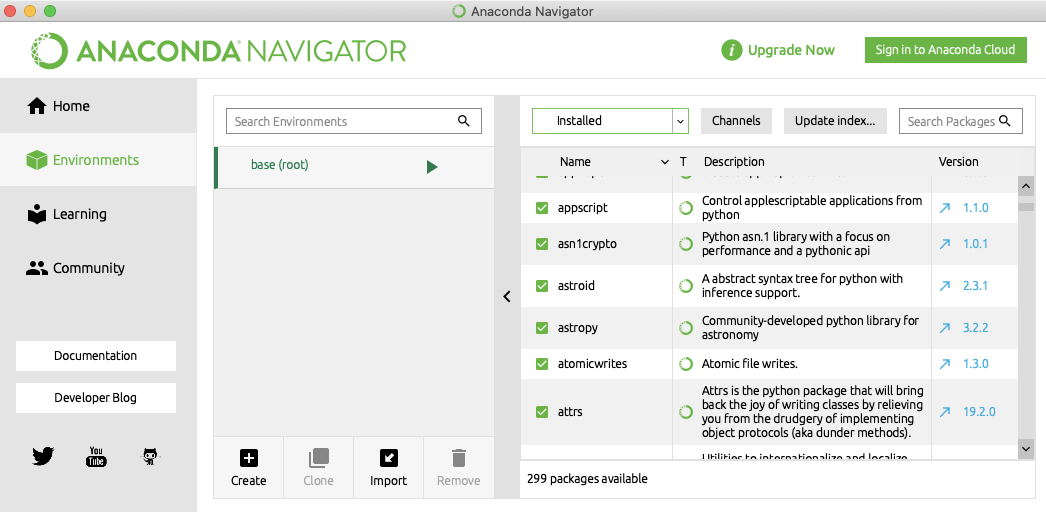 Anaconda Navigator
ANACONDA NAVIGATOR
i Upgrade Now
Sign in to Anaconda Cloud
Home
Environments
Learning
Community
Documentation
Developer Blog
You
Tube
Search Environments
base (root)
Create
Clone
Import
Remove
Installed
Channels
Update index...
Search Packages
Name
T
Description
Version
appscript
Control applescriptable applications from
python
1.1.0
asn1crypto
Python asn.1 library with a focus on
performance and a pythonic api
1.0.1
astroid
A abstract syntax tree for python with
inference support.
2.3.1
astropy
Community-developed python library for
astronomy
3.2.2
atomicwrites
Atomic file writes.
1.3.0
attrs
Attrs is the python package that will bring
back the joy of writing classes by relieving
you from the drudgery of implementing
object protocols (aka dunder methods).
19.2.0
Utilities to internationalize and localize
299 packages available